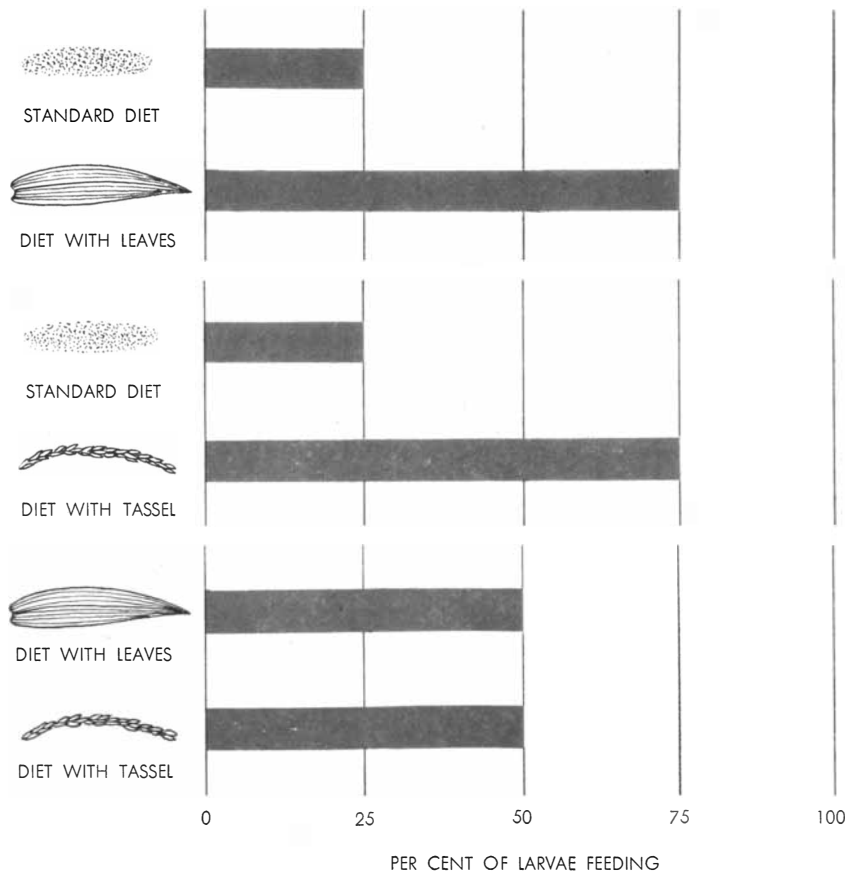 STANDARD DIET
DIET WITH LEAVES
STANDARD DIET
DIET WITH TASSEL
DIET WITH LEAVES
DIET WITH TASSEL
0 25 50 75 100
PER CENT OF LARVAE FEEDING